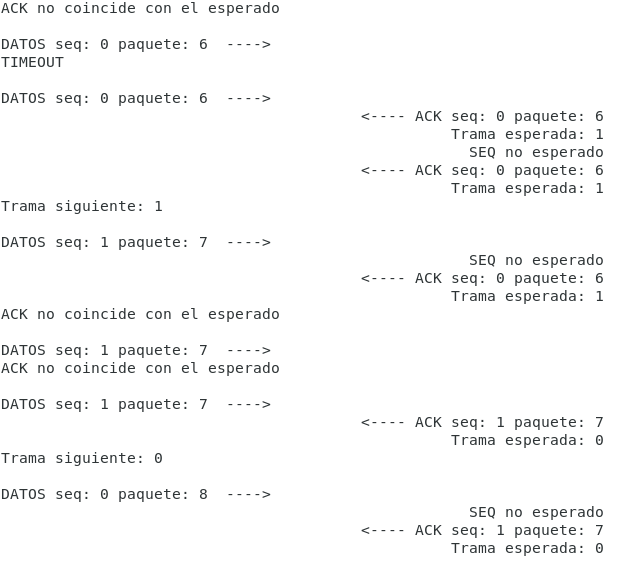 ACK no coincide con el esperado
DATOS seq: 0 paquete: 6  ---->
TIMEOUT
DATOS seq: 0 paquete: 6  ---->
<---- ACK seq: 0 paquete: 6
Trama esperada: 1
SEQ no esperado
<---- ACK seq: 0 paquete: 6
Trama esperada: 1
Trama siguiente: 1
DATOS seq: 1 paquete: 7  ---->
SEQ no esperado
<---- ACK seq: 0 paquete: 6
Trama esperada: 1
ACK no coincide con el esperado
DATOS seq: 1 paquete: 7  ---->
ACK no coincide con el esperado
DATOS seq: 1 paquete: 7  ---->
<---- ACK seq: 1 paquete: 7
Trama esperada: 0
Trama siguiente: 0
DATOS seq: 0 paquete: 8  ---->
SEQ no esperado
<---- ACK seq: 1 paquete: 7
Trama esperada: 0